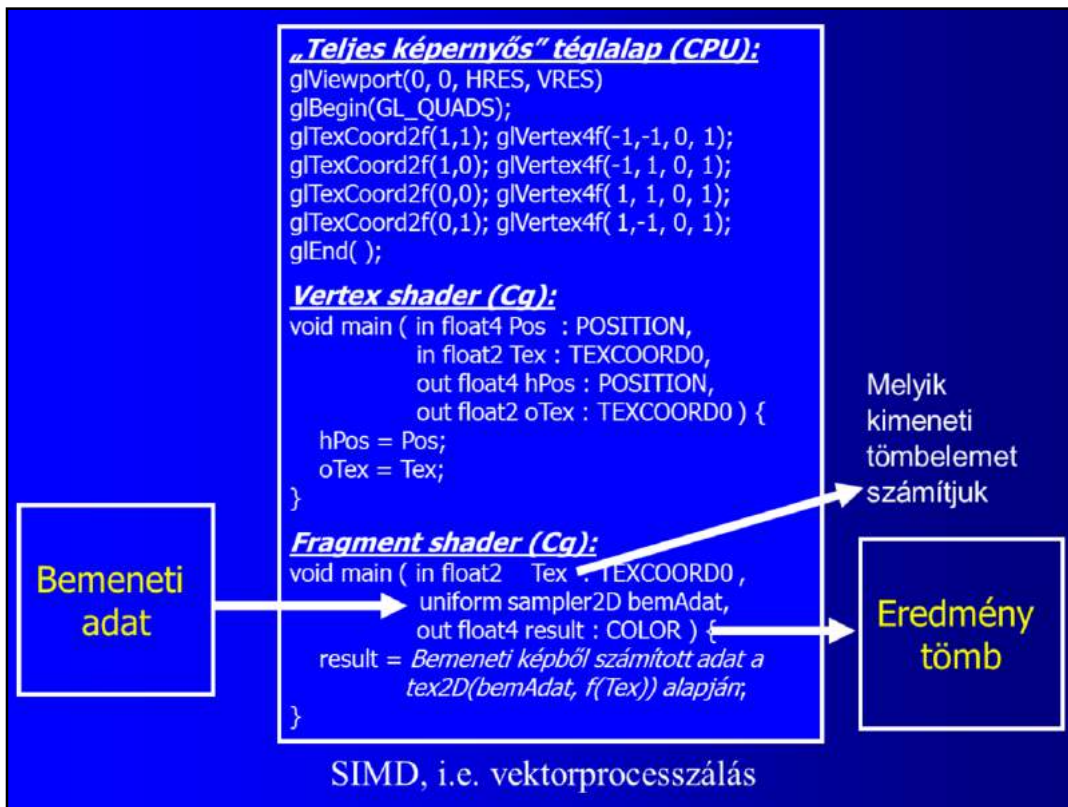 „Teljes képernyős” téglalap (CPU):
glViewport(0, 0, HRES, VRES)
glBegin(GL_QUADS);
glTexCoord2f(1,1); glVertex4f(-1,-1, 0, 1);
glTexCoord2f(1,0); glVertex4f(-1, 1, 0, 1);
glTexCoord2f(0,0); glVertex4f( 1, 1, 0, 1);
glTexCoord2f(0,1); glVertex4f( 1,-1, 0, 1);
glEnd( );
Vertex shader (Cg):
void main ( in float4 Pos : POSITION,
in float2 Tex : TEXCOORD0,
out float4 hPos : POSITION,
out float2 oTex : TEXCOORD0 ) {
hPos = Pos;
oTex = Tex;
}
Fragment shader (Cg):
void main ( in float2 Tex : TEXCOORD0 ,
uniform sampler2D bemAdat,
out float4 result : COLOR ) {
result = Bemeneti képből számított adat a
tex2D(bemAdat, f(Tex)) alapján;
}
Bemeneti
adat
Melyik
kimeneti
tömbelemet
számítjuk
Eredmény
tömb
SIMD, i.e. vektorprocesszálás